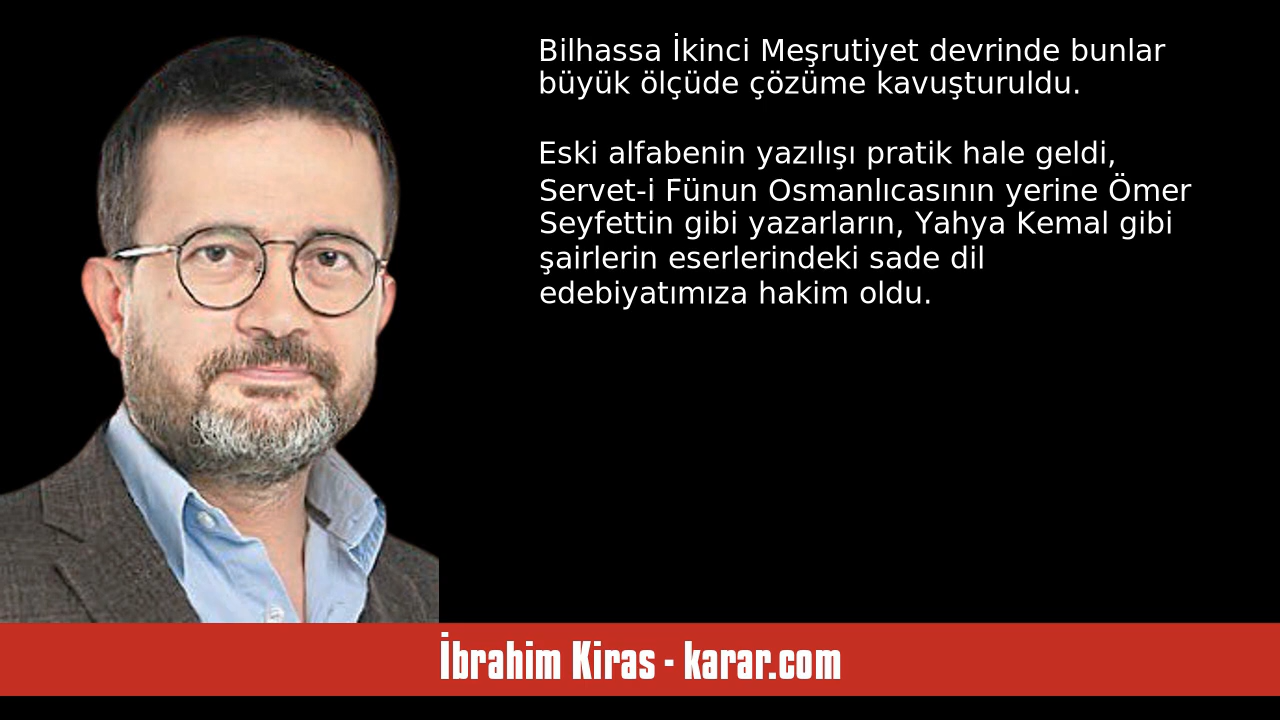 Bilhassa İkinci Meşrutiyet devrinde bunlar
büyük ölçüde çözüme kavuşturuldu.
Eski alfabenin yazılışı pratik hale geldi,
Servet-i Fünun Osmanlıcasının yerine Ömer
Seyfettin gibi yazarların, Yahya Kemal gibi
şairlerin eserlerindeki sade dil
edebiyatımıza hakim oldu.
İbrahim Kiras - karar.com